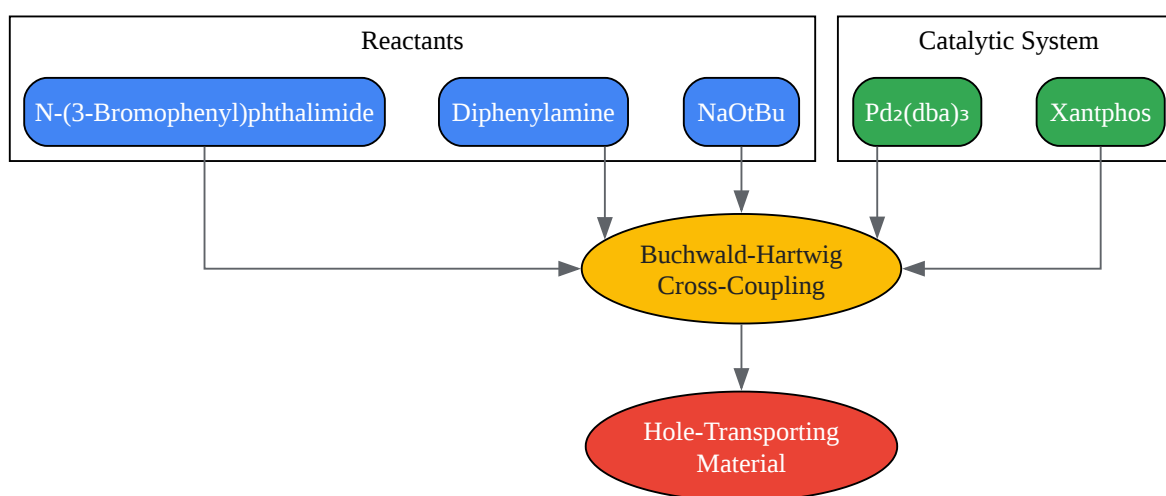 Reactants
Catalytic System
N-(3-Bromophenyl)phthalimide
Diphenylamine
NaOtBu
Pd₂(dba)₃
Xantphos
Buchwald-Hartwig
Cross-Coupling
Hole-Transporting
Material